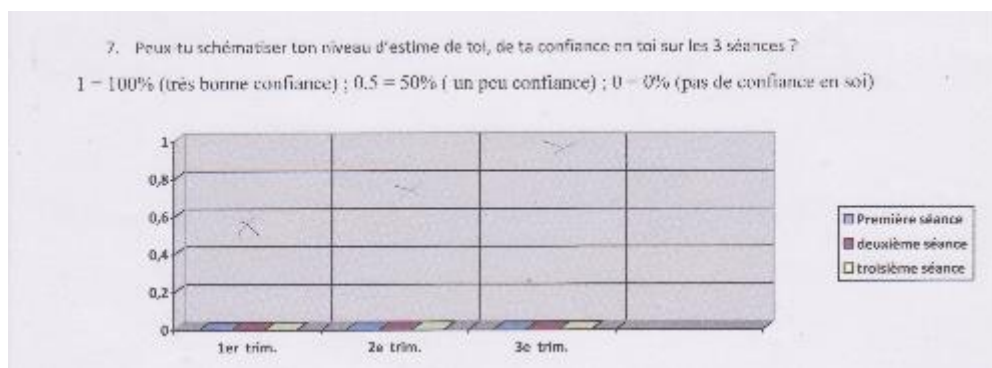 7. Peux-tu schématiser ton niveau d'estime de toi, de ta confiance en toi sur les 3 séances ?
1 = 100% (très bonne confiance) ; 0.5 = 50% ( un peu confiance) ; 0 = 0% (pas de confiance en soi)
1
0,8
0,6
0,4
0,2
0
1er trim.
2e trim.
3e trim.
Première séance
deuxième séance
troisième séance